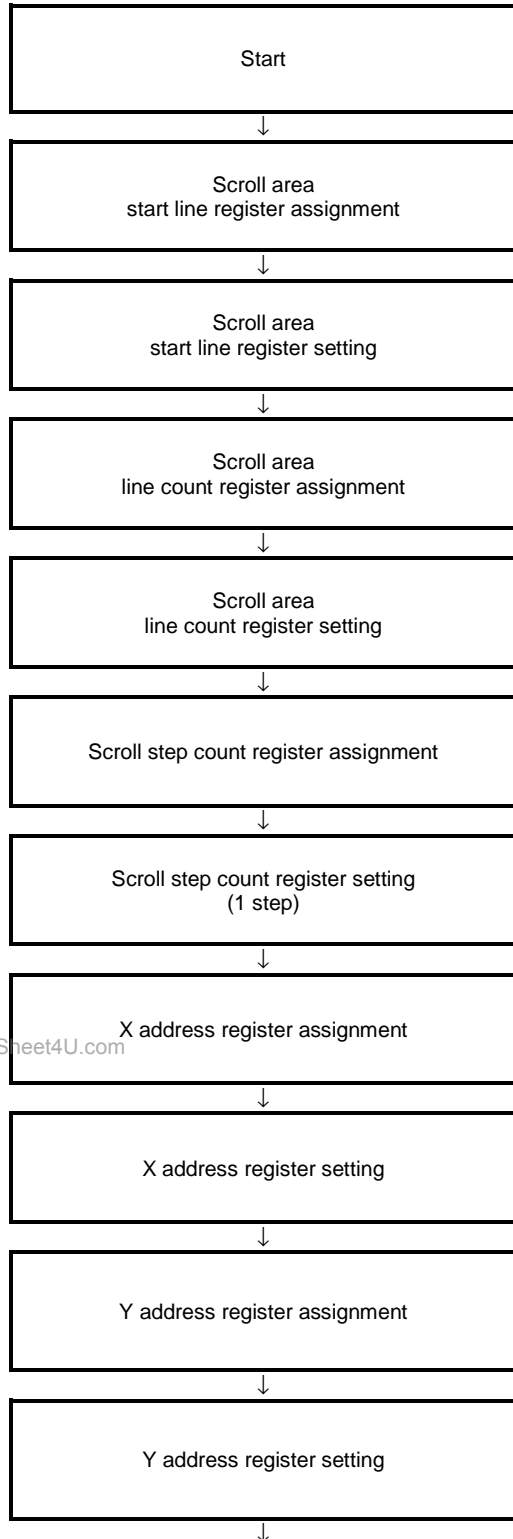 Start
↓
Scroll area
start line register assignment
↓
Scroll area
start line register setting
↓
Scroll area
line count register assignment
↓
Scroll area
line count register setting
↓
Scroll step count register assignment
↓
Scroll step count register setting
(1 step)
↓
X address register assignment
Sheet4U.com
↓
X address register setting
↓
Y address register assignment
↓
Y address register setting
↓